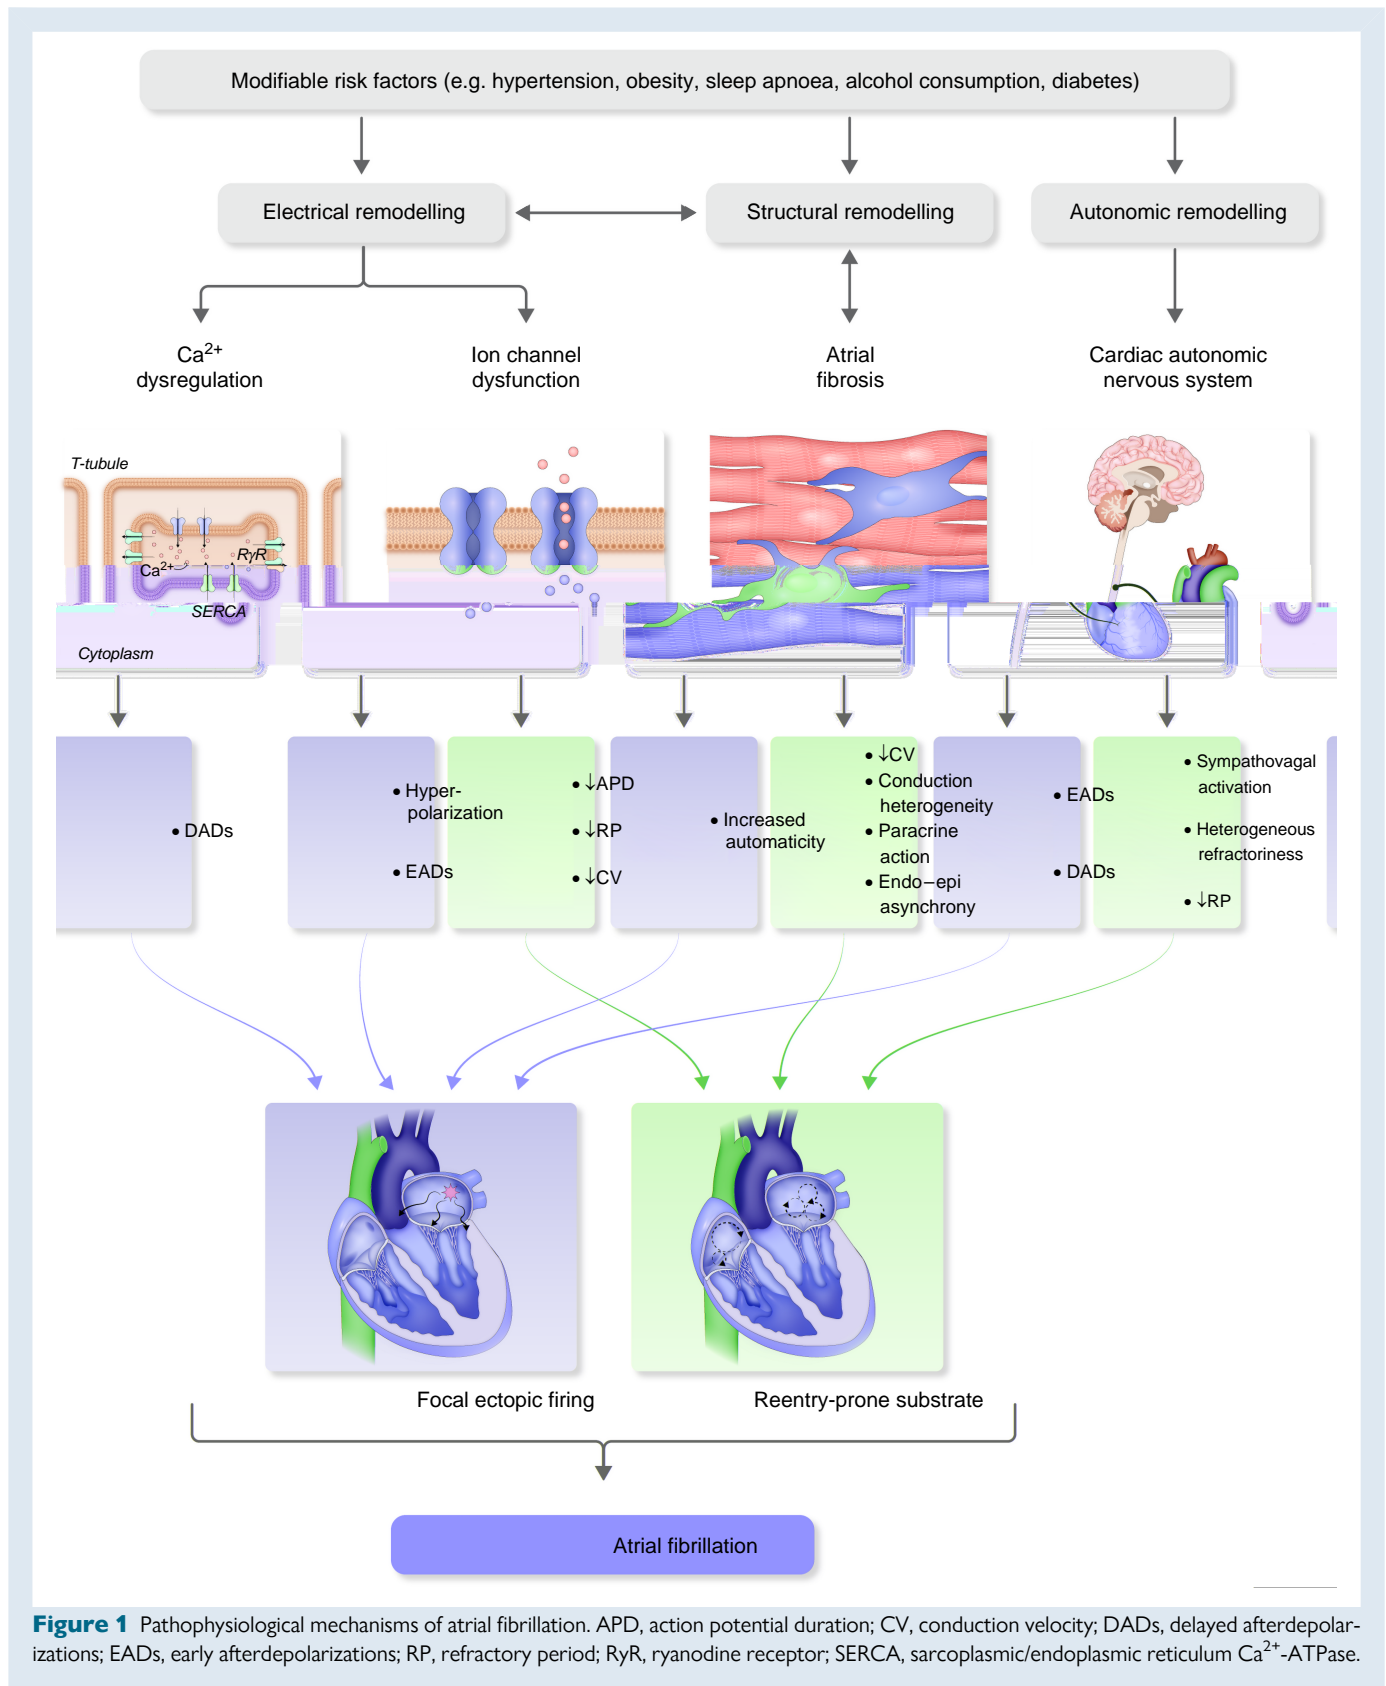 Modifiable risk factors (e.g. hypertension, obesity, sleep apnoea, alcohol consumption, diabetes)
Electrical remodelling
Structural remodelling
Autonomic remodelling
Ca2+
dysregulation
Ion channel
dysfunction
Atrial
fibrosis
Cardiac autonomic
nervous system
T-tubule
RyR
Ca2+
SERCA
Cytoplasm
• DADs
• Hyper-
polarization
• EADs
• ↓APD
• ↓RP
• ↓CV
• Increased
automaticity
• ↓CV
• Conduction
heterogeneity
• Paracrine
action
• Endo–epi
asynchrony
• EADs
• DADs
• Sympathovagal
activation
• Heterogeneous
refractoriness
• ↓RP
Focal ectopic firing
Reentry-prone substrate
Atrial fibrillation
Figure 1 Pathophysiological mechanisms of atrial fibrillation. APD, action potential duration; CV, conduction velocity; DADs, delayed afterdepolar-
izations; EADs, early afterdepolarizations; RP, refractory period; RyR, ryanodine receptor; SERCA, sarcoplasmic/endoplasmic reticulum Ca2+-ATPase.